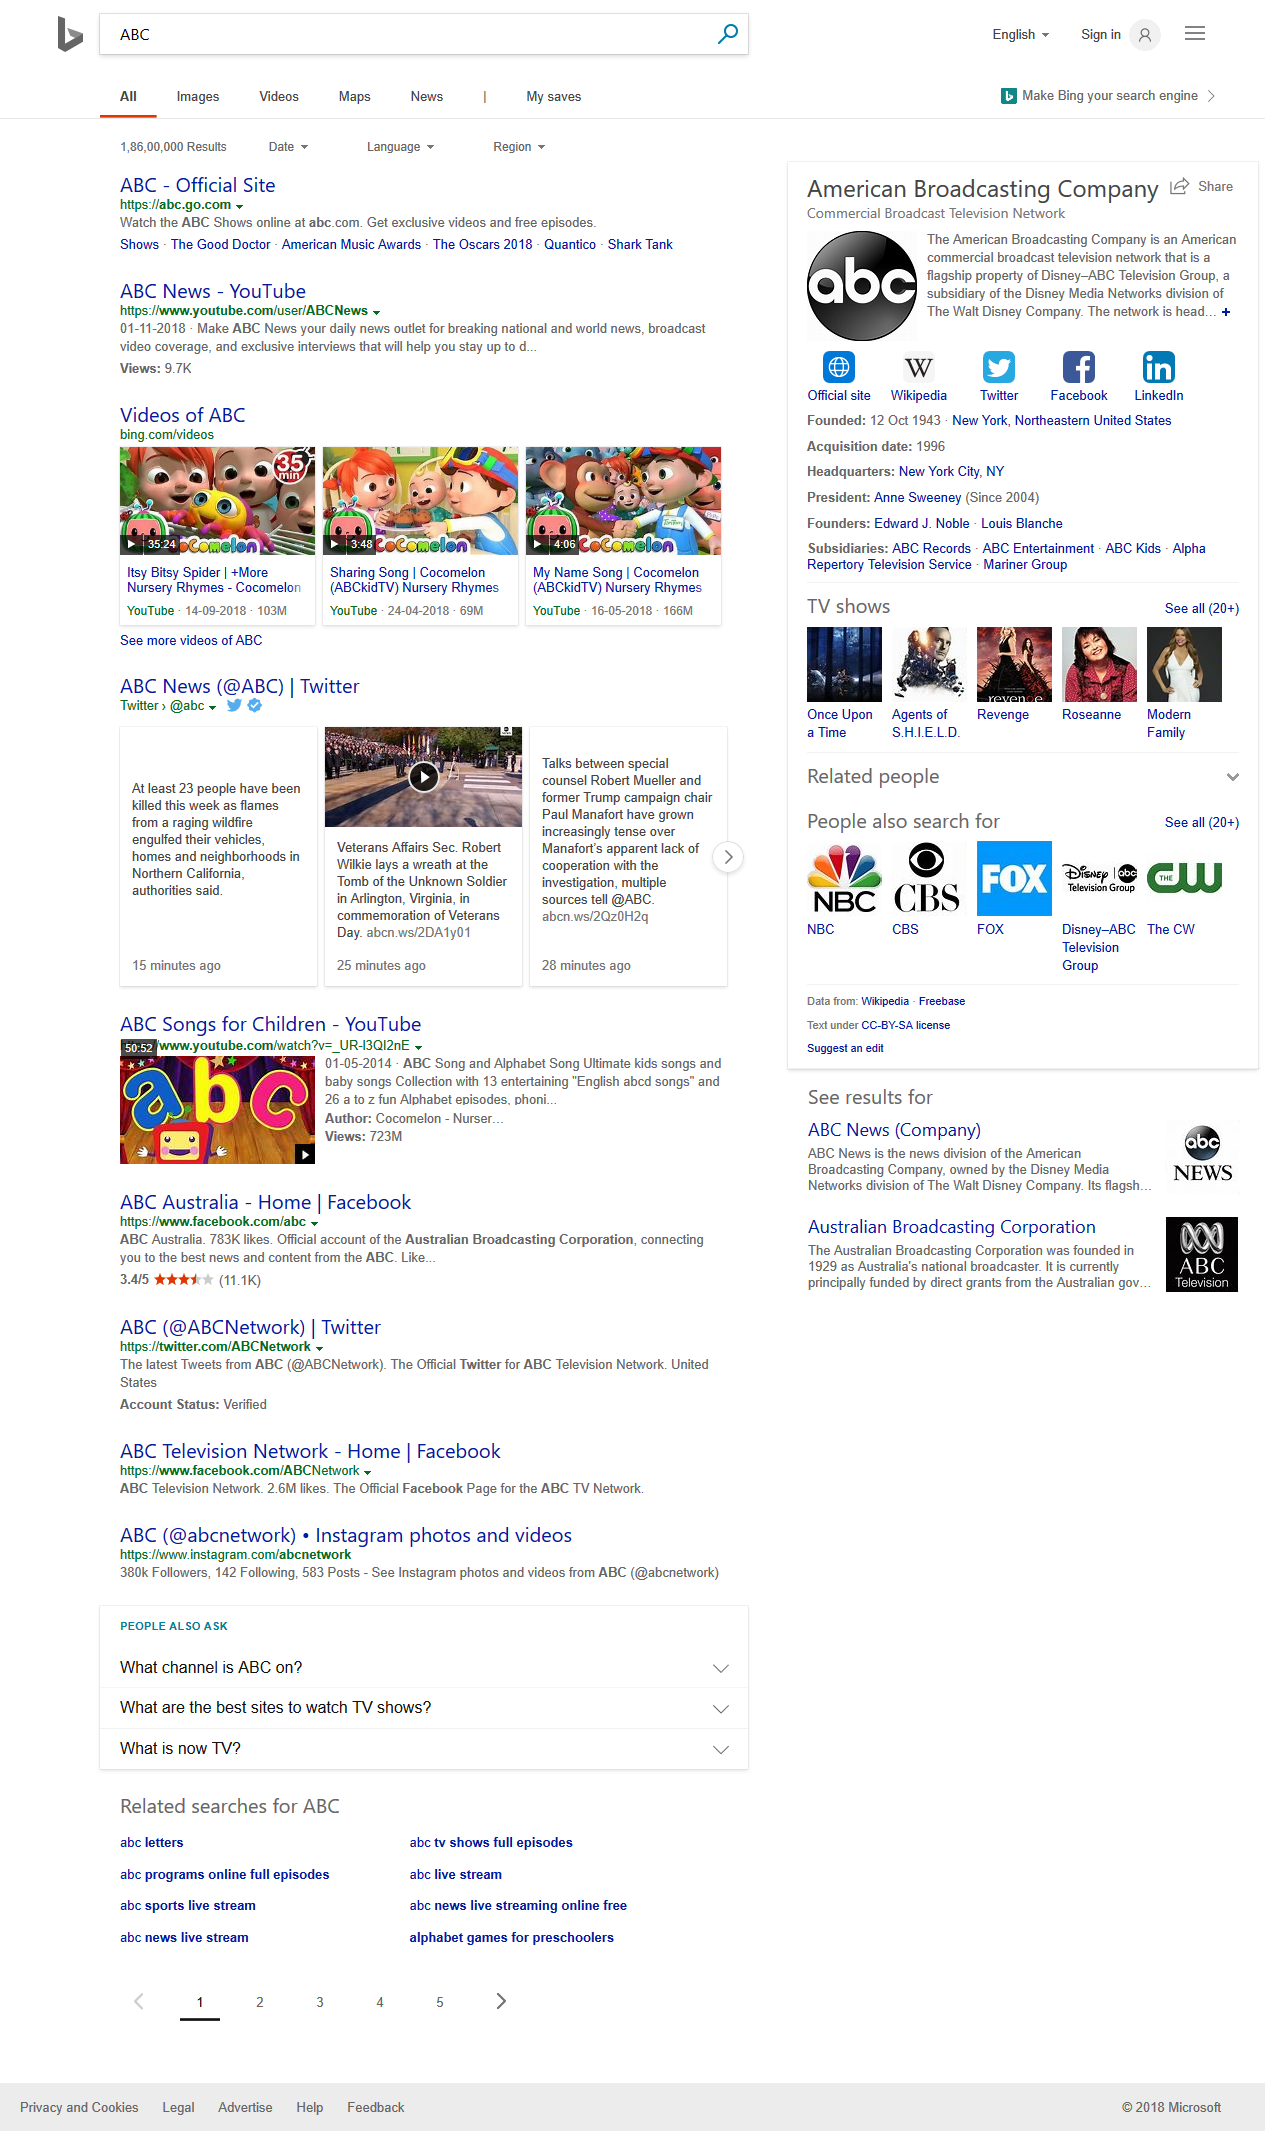 ABC
English
Sign in
All
Images
Videos
Maps
News
|
My saves
Make Bing your search engine
1,86,00,000 Results
Date
Language
Region
ABC - Official Site
https://abc.go.com
Watch the ABC Shows online at abc.com. Get exclusive videos and free episodes.
Shows · The Good Doctor · American Music Awards · The Oscars 2018 · Quantico · Shark Tank
ABC News - YouTube
https://www.youtube.com/user/ABCNews
01-11-2018 · Make ABC News your daily news outlet for breaking national and world news, broadcast
video coverage, and exclusive interviews that will help you stay up to d...
Views: 9.7K
Videos of ABC
bing.com/videos
35
min
35:24
CoComelon
Itsy Bitsy Spider | +More
Nursery Rhymes - Cocomelon
YouTube · 14-09-2018 · 103M
3:48
CoComelon
Sharing Song | Cocomelon
(ABCkidTV) Nursery Rhymes
YouTube · 24-04-2018 · 69M
TomTom
4:06
CoComelon
My Name Song | Cocomelon
(ABCkidTV) Nursery Rhymes
YouTube · 16-05-2018 · 166M
See more videos of ABC
ABC News (@ABC) | Twitter
Twitter › @abc
At least 23 people have been
killed this week as flames
from a raging wildfire
engulfed their vehicles,
homes and neighborhoods in
Northern California,
authorities said.
15 minutes ago
Veterans Affairs Sec. Robert
Wilkie lays a wreath at the
Tomb of the Unknown Soldier
in Arlington, Virginia, in
commemoration of Veterans
Day. abcn.ws/2DA1y01
25 minutes ago
Talks between special
counsel Robert Mueller and
former Trump campaign chair
Paul Manafort have grown
increasingly tense over
Manafort's apparent lack of
cooperation with the
investigation, multiple
sources tell @ABC.
abcn.ws/2Qz0H2q
28 minutes ago
ABC Songs for Children - YouTube
50:52
www.youtube.com/watch?v=_UR-l3QI2nE
abc
01-05-2014 · ABC Song and Alphabet Song Ultimate kids songs and
baby songs Collection with 13 entertaining "English abcd songs" and
26 a to z fun Alphabet episodes, phoni...
Author: Cocomelon - Nurser...
Views: 723M
ABC Australia - Home | Facebook
https://www.facebook.com/abc
ABC Australia. 783K likes. Official account of the Australian Broadcasting Corporation, connecting
you to the best news and content from the ABC. Like...
3.4/5 (11.1K)
ABC (@ABCNetwork) | Twitter
https://twitter.com/ABCNetwork
The latest Tweets from ABC (@ABCNetwork). The Official Twitter for ABC Television Network. United
States
Account Status: Verified
ABC Television Network - Home | Facebook
https://www.facebook.com/ABCNetwork
ABC Television Network. 2.6M likes. The Official Facebook Page for the ABC TV Network.
ABC (@abcnetwork) • Instagram photos and videos
https://www.instagram.com/abcnetwork
380k Followers, 142 Following, 583 Posts - See Instagram photos and videos from ABC (@abcnetwork)
PEOPLE ALSO ASK
What channel is ABC on?
What are the best sites to watch TV shows?
What is now TV?
Related searches for ABC
abc letters
abc programs online full episodes
abc sports live stream
abc news live stream
abc tv shows full episodes
abc live stream
abc news live streaming online free
alphabet games for preschoolers
1
2
3
4
5
American Broadcasting Company
Share
Commercial Broadcast Television Network
abc
The American Broadcasting Company is an American
commercial broadcast television network that is a
flagship property of Disney–ABC Television Group, a
subsidiary of the Disney Media Networks division of
The Walt Disney Company. The network is head... +
Official site
W
Wikipedia
Twitter
Facebook
in
LinkedIn
Founded: 12 Oct 1943 · New York, Northeastern United States
Acquisition date: 1996
Headquarters: New York City, NY
President: Anne Sweeney (Since 2004)
Founders: Edward J. Noble · Louis Blanche
Subsidiaries: ABC Records · ABC Entertainment · ABC Kids · Alpha
Repertory Television Service · Mariner Group
TV shows
See all (20+)
revenge
Once Upon
a Time
Agents of
S.H.I.E.L.D.
Revenge
Roseanne
Modern
Family
Related people
People also search for
See all (20+)
NBC
CBS
FOX
Disney abc
Television Group
THE CW
NBC
CBS
FOX
Disney–ABC
Television
Group
The CW
Data from: Wikipedia · Freebase
Text under CC-BY-SA license
Suggest an edit
See results for
ABC News (Company)
ABC News is the news division of the American
Broadcasting Company, owned by the Disney Media
Networks division of The Walt Disney Company. Its flagsh...
abc
NEWS
Australian Broadcasting Corporation
The Australian Broadcasting Corporation was founded in
1929 as Australia's national broadcaster. It is currently
principally funded by direct grants from the Australian gov...
ABC
Television
Privacy and Cookies
Legal
Advertise
Help
Feedback
© 2018 Microsoft